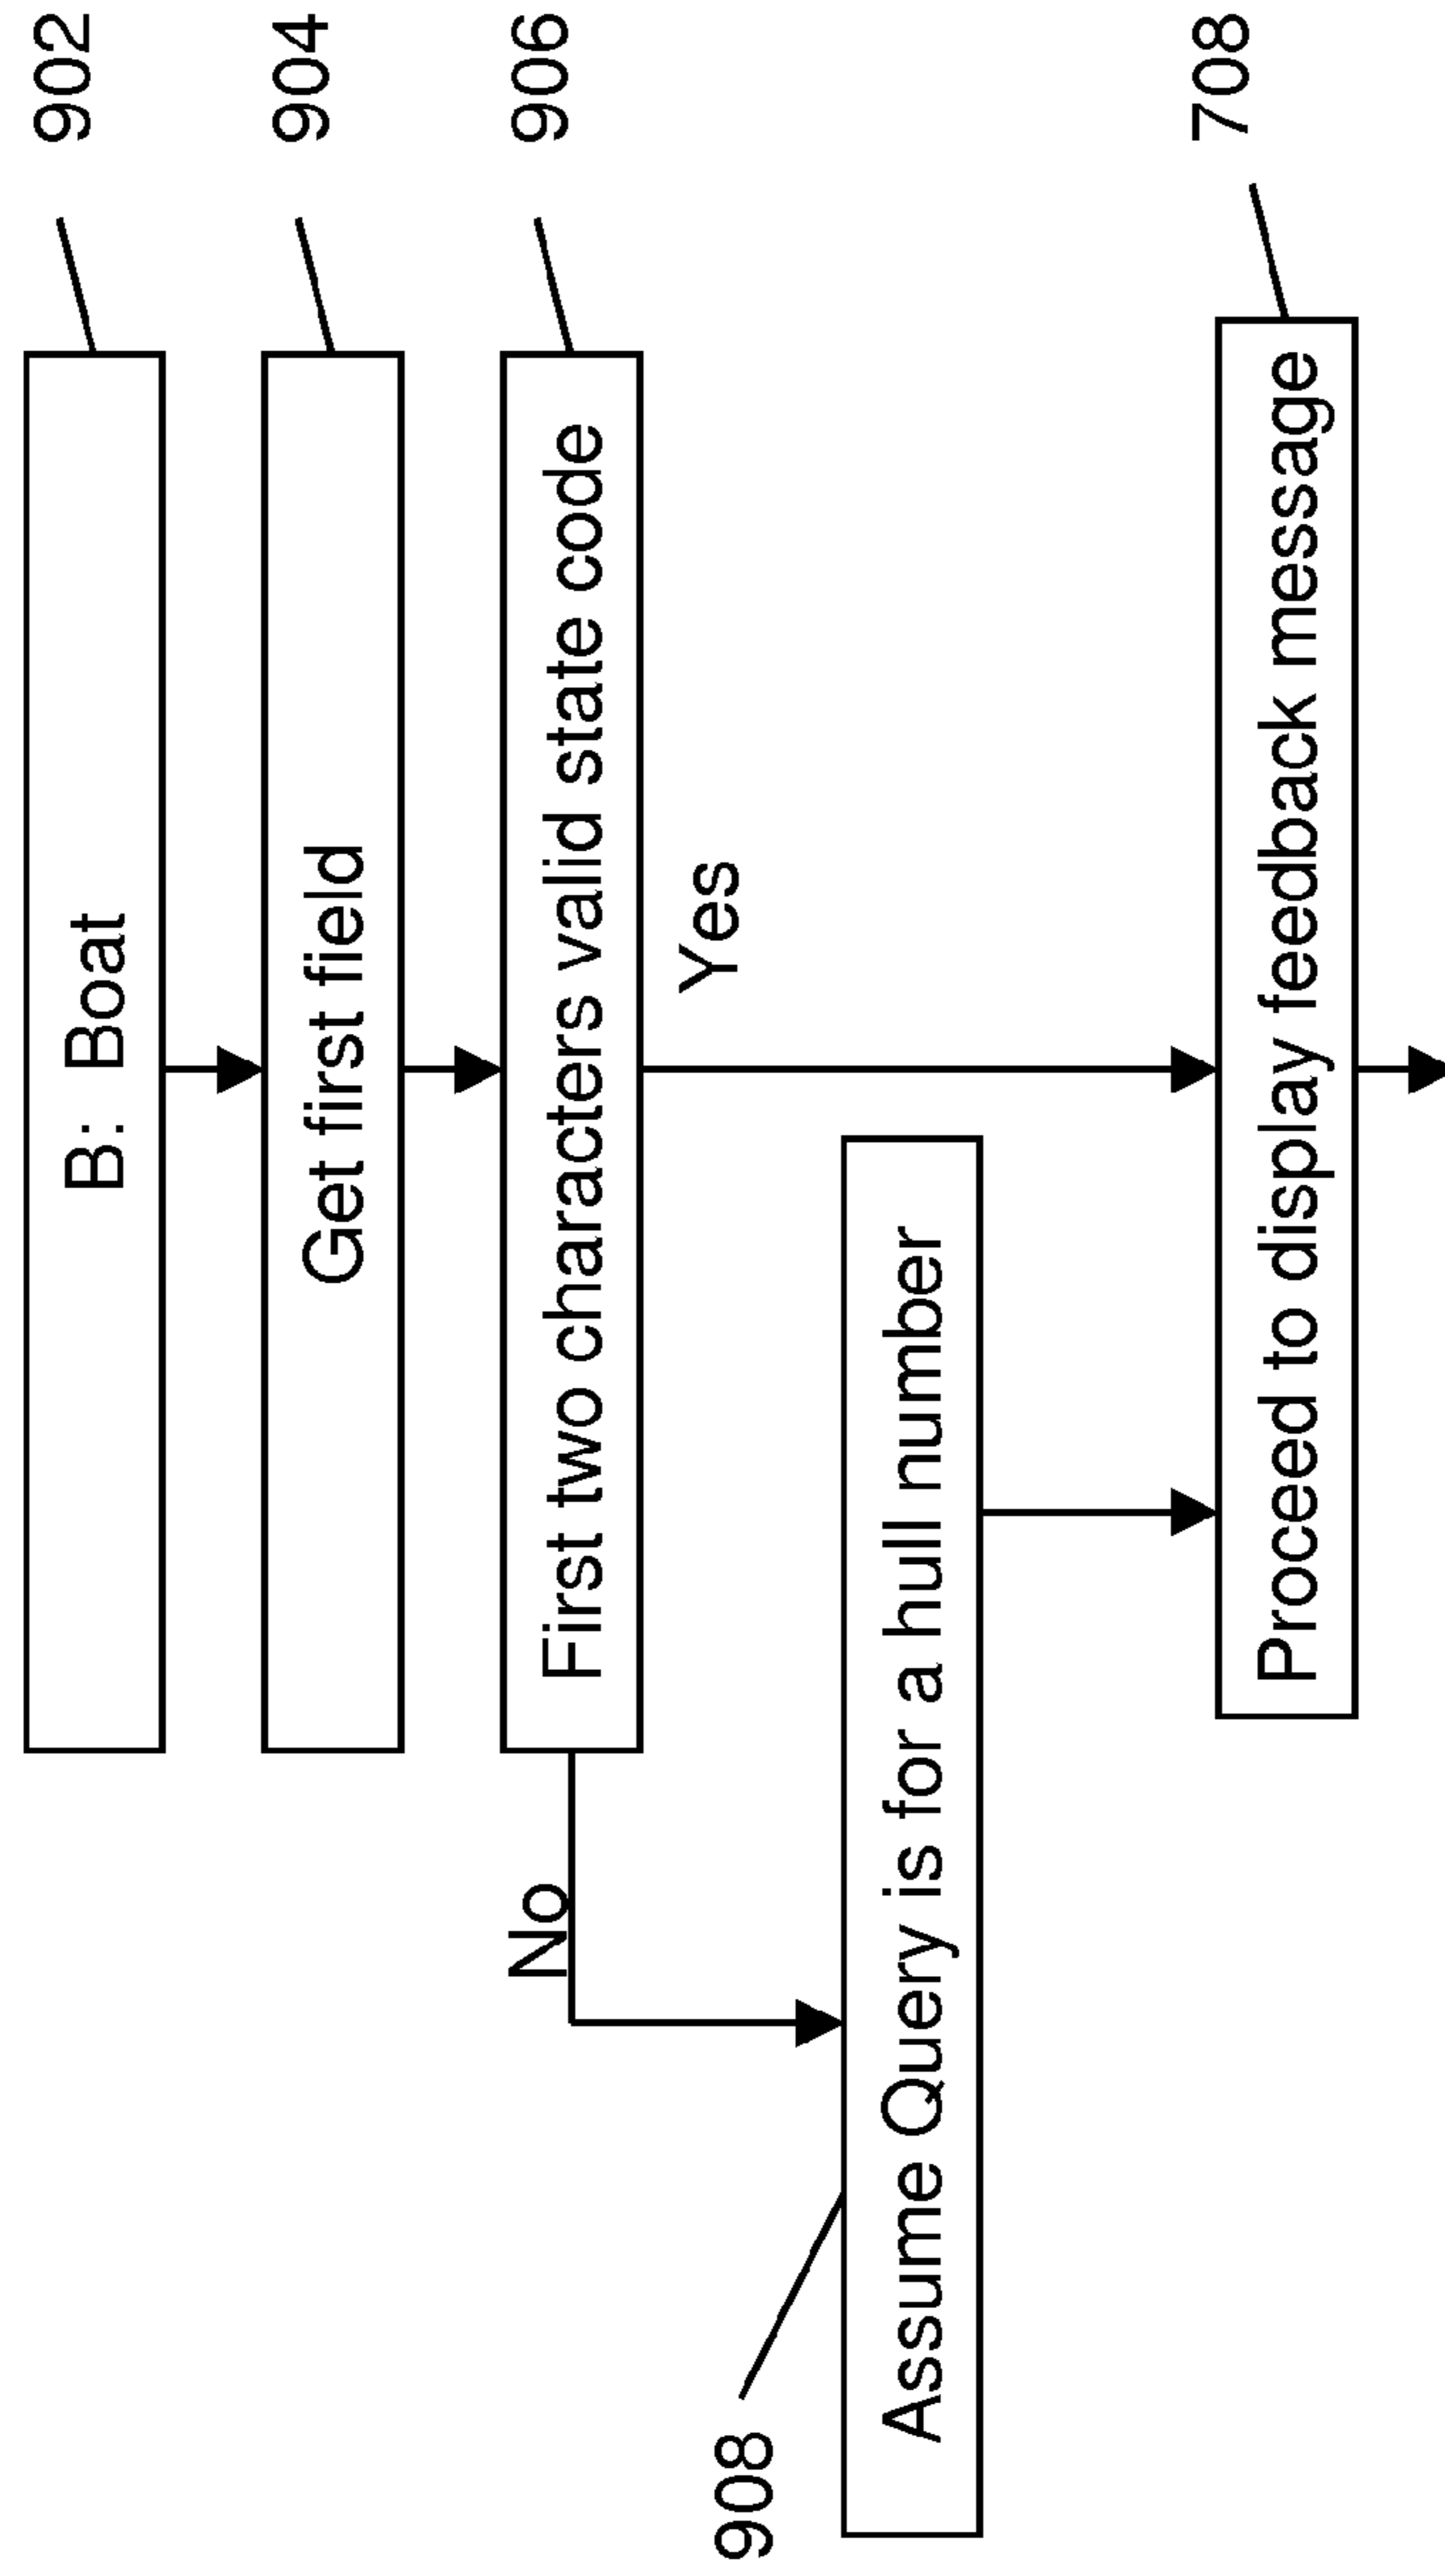 B: Boat
902
Get first field
904
First two characters valid state code
906
No
Yes
908
Assume Query is for a hull number
Proceed to display feedback message
708